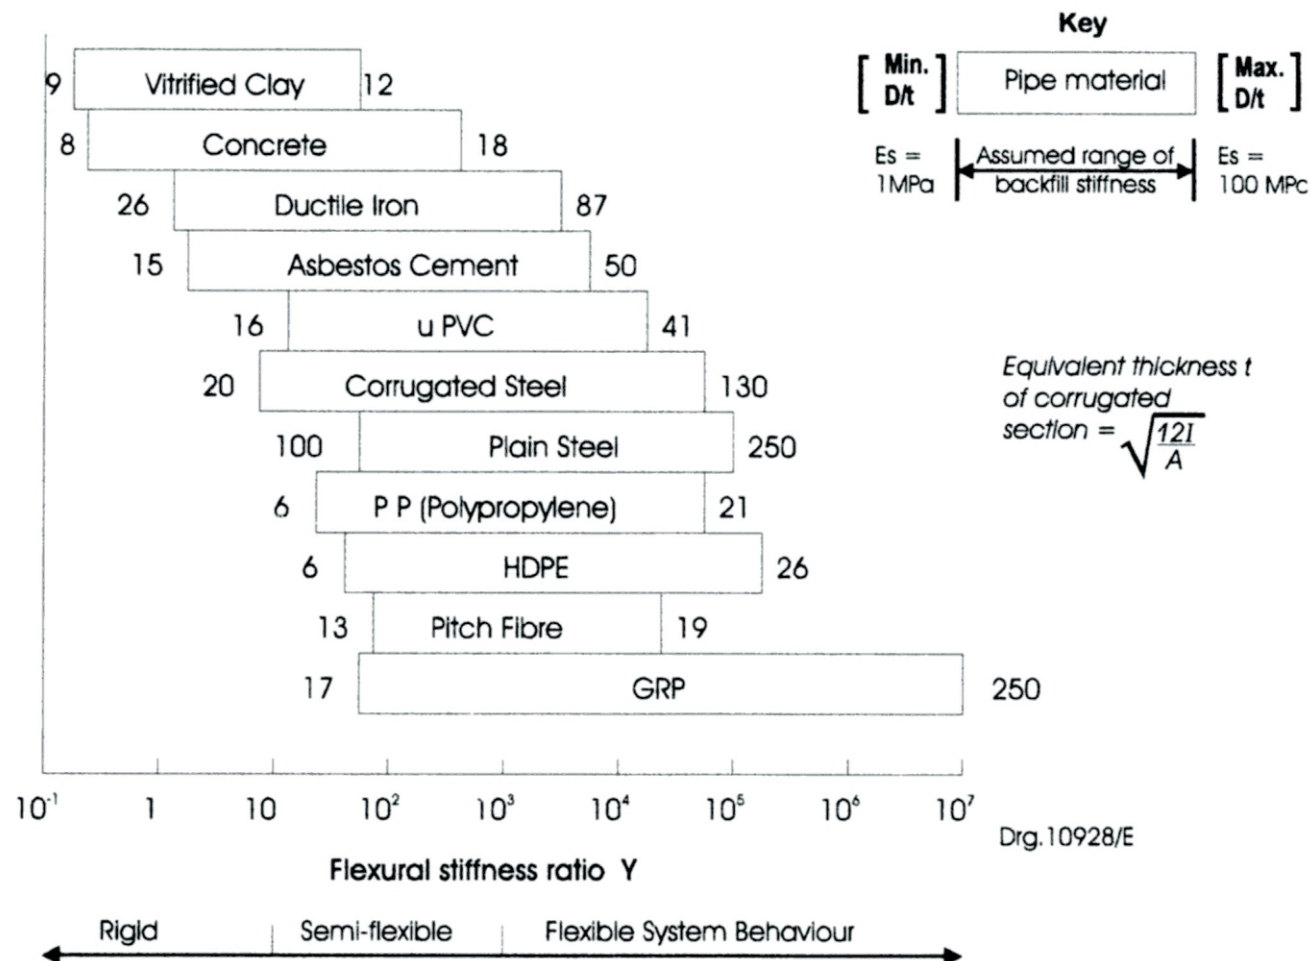 Key
[ Min. D/t ] Pipe material [ Max. D/t ]
Es = 1MPa Assumed range of backfill stiffness Es = 100 MPc
9 Vitrified Clay 12
8 Concrete 18
26 Ductile Iron 87
15 Asbestos Cement 50
16 u PVC 41
20 Corrugated Steel 130
100 Plain Steel 250
6 P P (Polypropylene) 21
6 HDPE 26
13 Pitch Fibre 19
17 GRP 250
Equivalent thickness t
of corrugated
section = √(12I/A)
10⁻¹ 1 10 10² 10³ 10⁴ 10⁵ 10⁶ 10⁷
Drg.10928/E
Flexural stiffness ratio Y
Rigid Semi-flexible Flexible System Behaviour